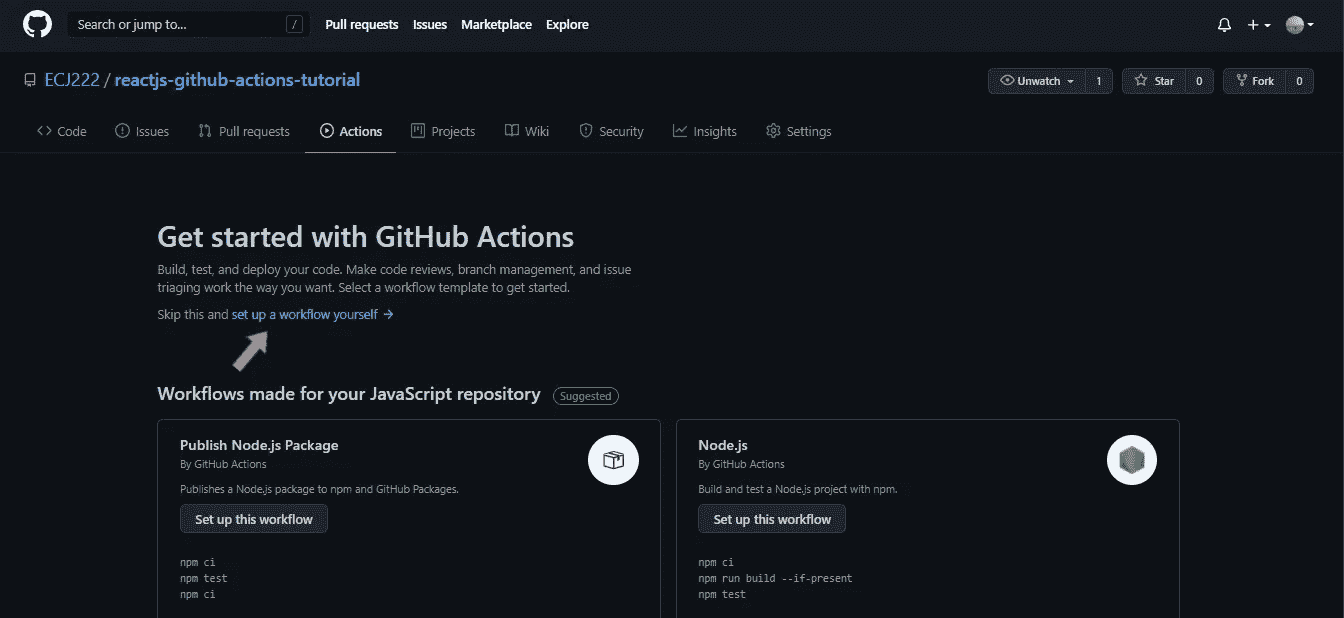 Search or jump to... /
Pull requests Issues Marketplace Explore
ECJ222 / reactjs-github-actions-tutorial
Unwatch 1 Star 0 Fork 0
Code Issues Pull requests Actions Projects Wiki Security Insights Settings
Get started with GitHub Actions
Build, test, and deploy your code. Make code reviews, branch management, and issue
triaging work the way you want. Select a workflow template to get started.
Skip this and set up a workflow yourself →
Workflows made for your JavaScript repository Suggested
Publish Node.js Package
By GitHub Actions
Publishes a Node.js package to npm and GitHub Packages.
Set up this workflow
npm ci
npm test
npm ci
Node.js
By GitHub Actions
Build and test a Node.js project with npm.
Set up this workflow
npm ci
npm run build --if-present
npm test